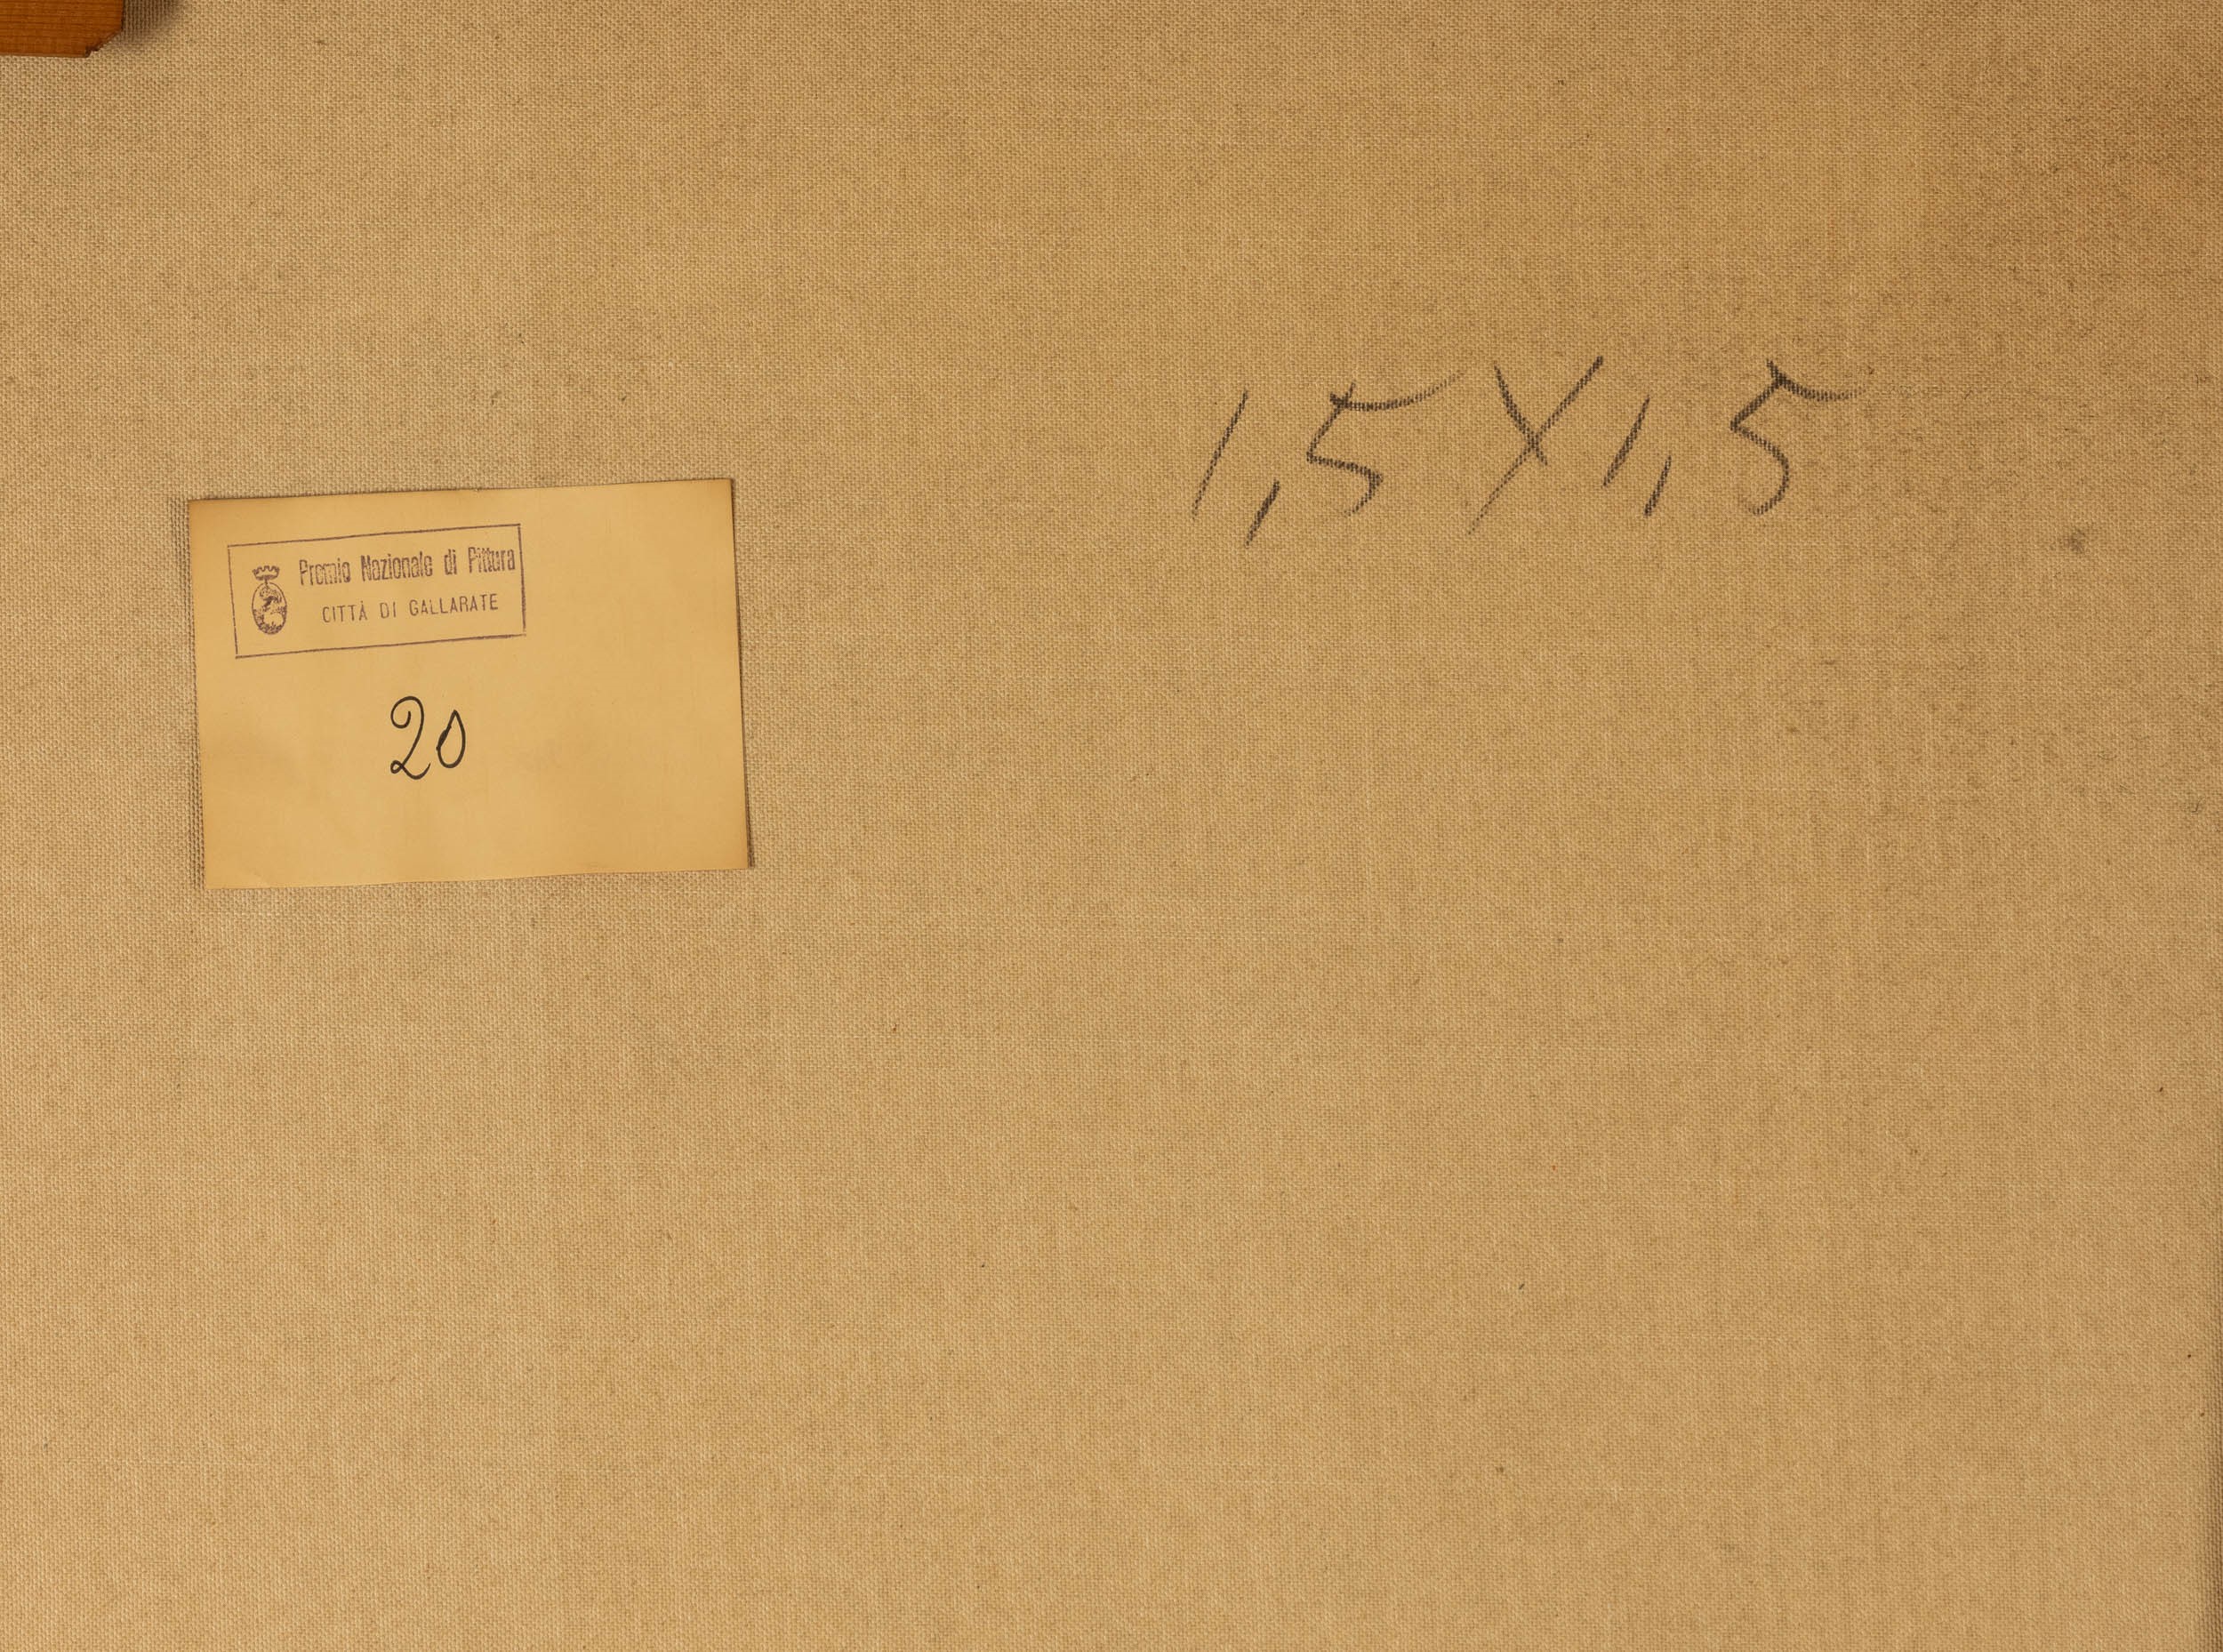 1,5 X 1,5
Premio Nazionale di Pittura
CITTÀ DI GALLARATE
20